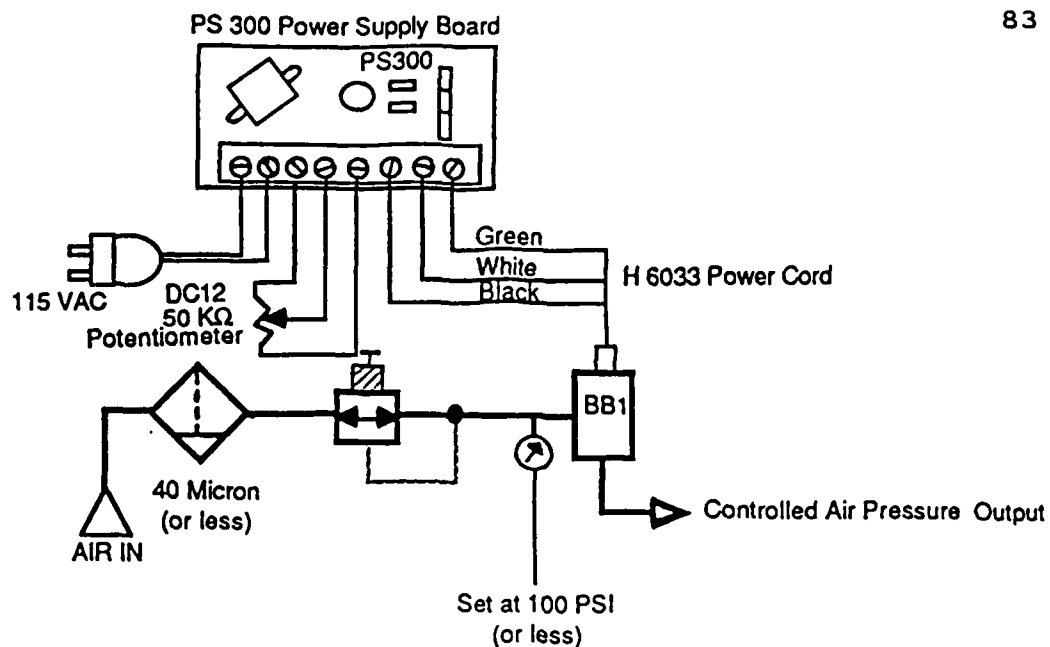 83
PS 300 Power Supply Board
PS300
Green
White
Black
H 6033 Power Cord
115 VAC
DC12
50 KΩ
Potentiometer
BB1
40 Micron
(or less)
AIR IN
Controlled Air Pressure Output
Set at 100 PSI
(or less)